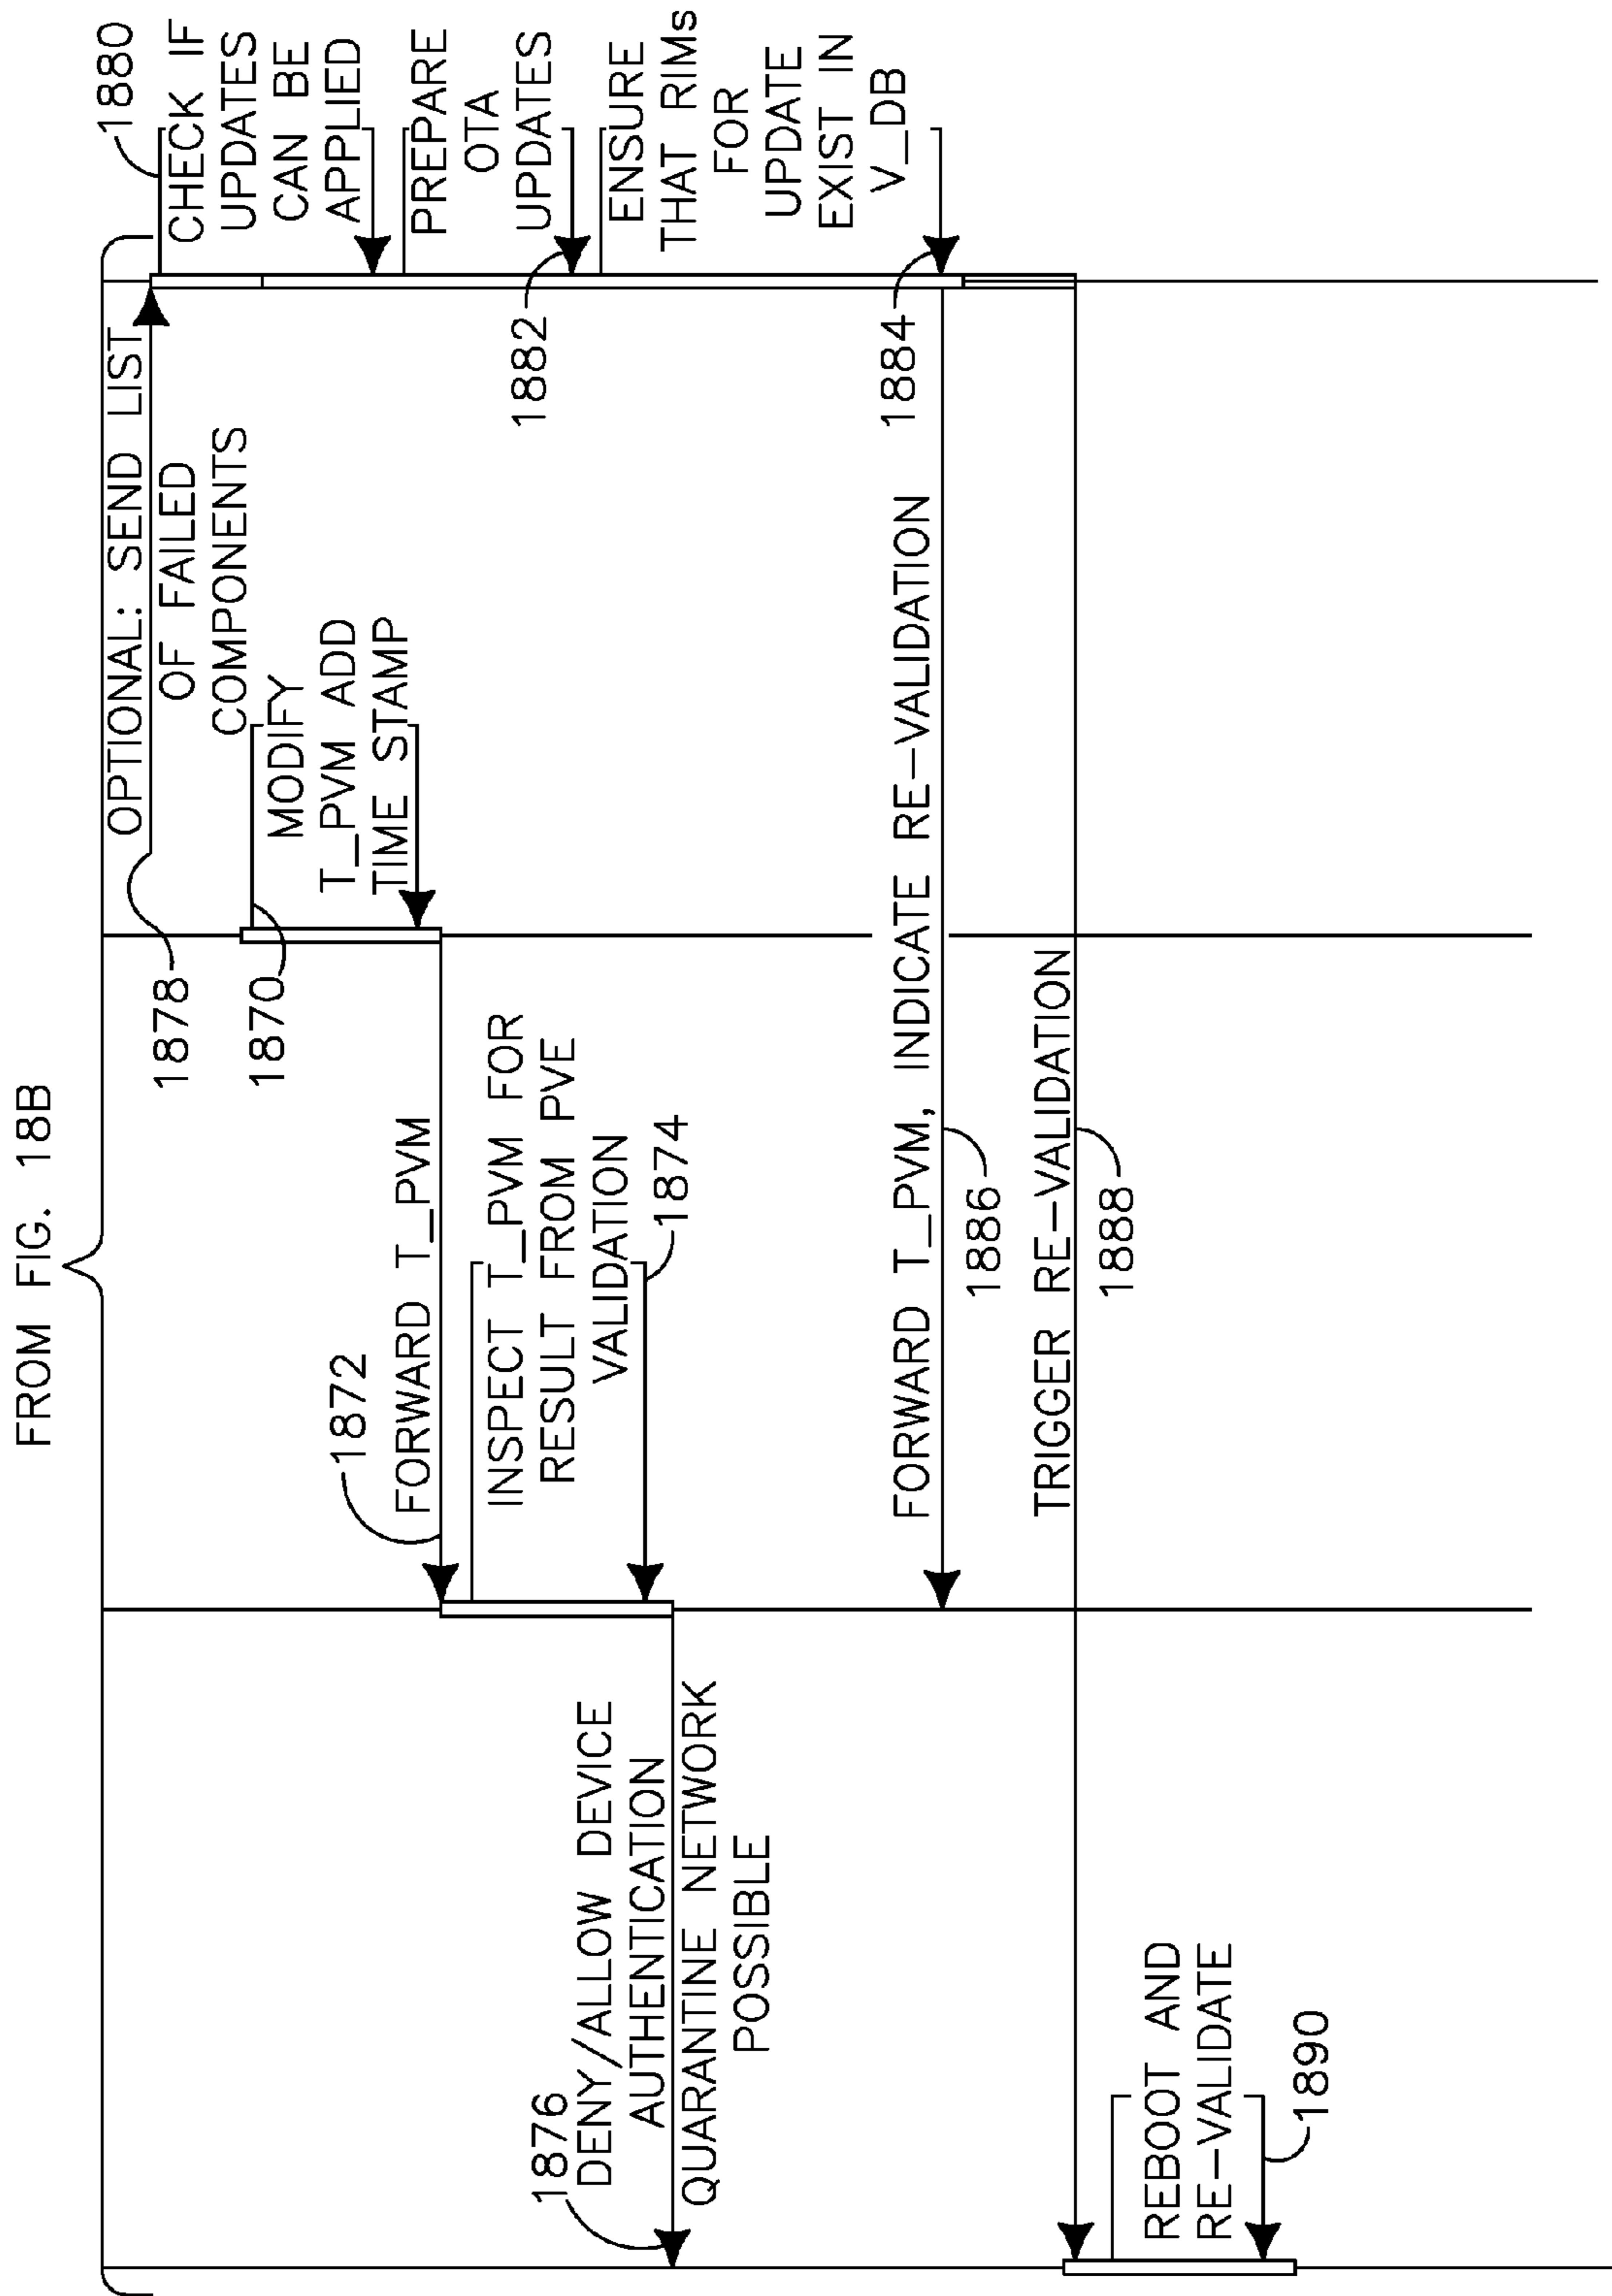 FROM FIG. 18B
OPTIONAL: SEND LIST
OF FAILED
COMPONENTS
1878
1880
CHECK IF
UPDATES
CAN BE
APPLIED
MODIFY
T_PVM ADD
TIME STAMP
1870
1872
FORWARD T_PVM
PREPARE
OTA
UPDATES
1882
INSPECT T_PVM FOR
RESULT FROM PVE
VALIDATION
1874
ENSURE
THAT RIMs
FOR
UPDATE
EXIST IN
V_DB
1884
1876
DENY/ALLOW DEVICE
AUTHENTICATION
QUARANTINE NETWORK
POSSIBLE
FORWARD T_PVM, INDICATE RE-VALIDATION
1886
TRIGGER RE-VALIDATION
1888
REBOOT AND
RE-VALIDATE
1890